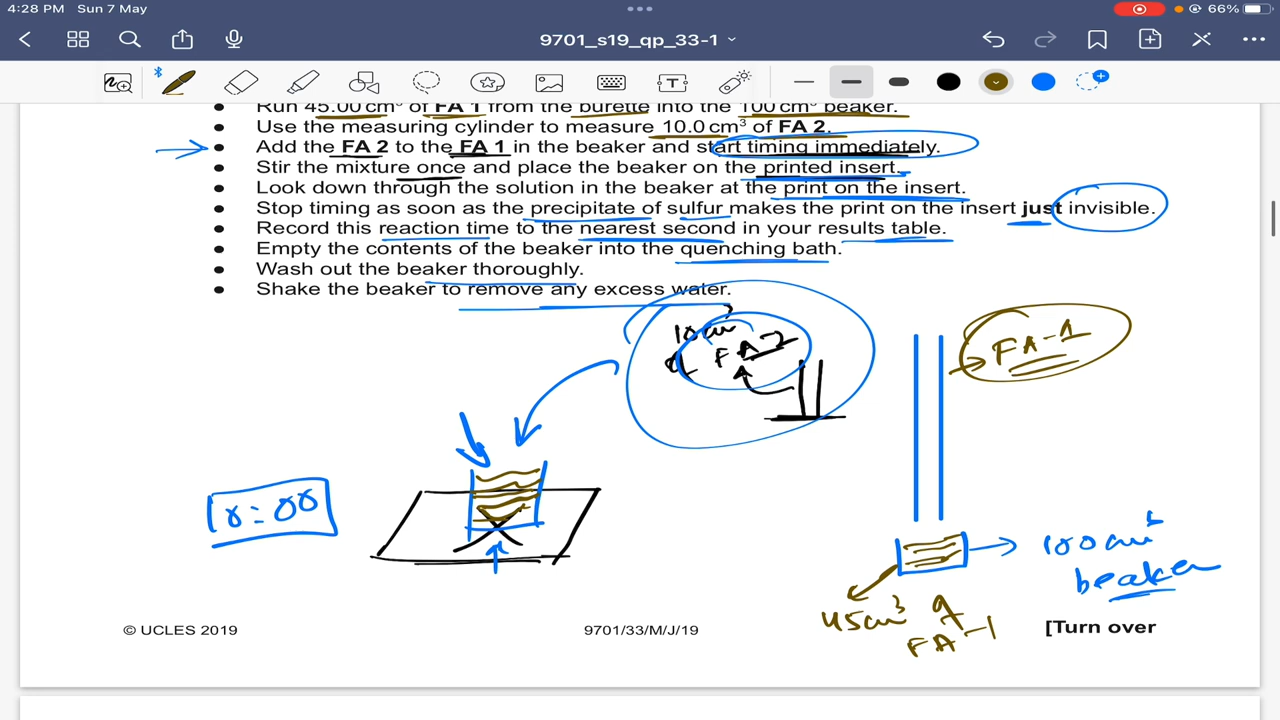 4:28 PM Sun 7 May
66%
9701_s19_qp_33-1
Run 45.00 cm³ of FA 1 from the burette into the 100 cm³ beaker.
Use the measuring cylinder to measure 10.0 cm³ of FA 2.
Add the FA 2 to the FA 1 in the beaker and start timing immediately.
Stir the mixture once and place the beaker on the printed insert.
Look down through the solution in the beaker at the print on the insert.
Stop timing as soon as the precipitate of sulfur makes the print on the insert just invisible.
Record this reaction time to the nearest second in your results table.
Empty the contents of the beaker into the quenching bath.
Wash out the beaker thoroughly.
Shake the beaker to remove any excess water.
10cm³
of FA-2
FA-1
100cm³
beaker
45cm³ of
FA-1
© UCLES 2019
9701/33/M/J/19
[Turn over